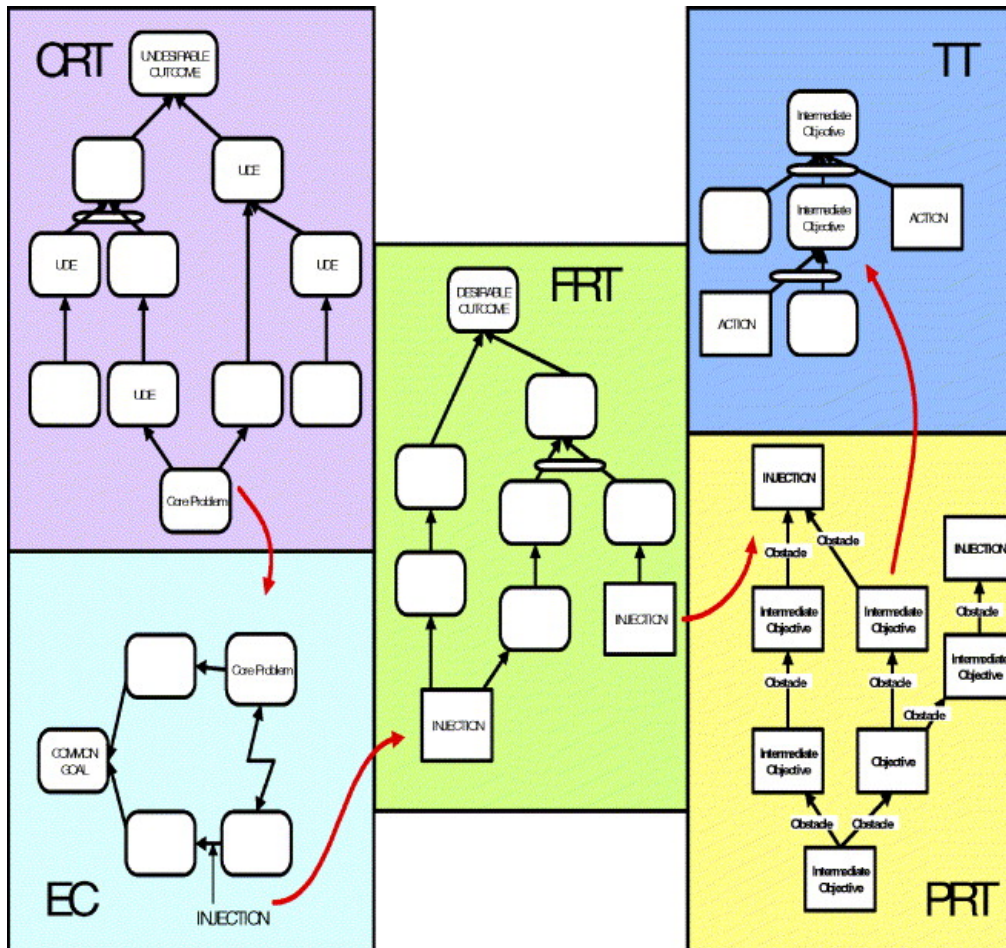 CRT
UNDESIRABLE
OUTCOME
UDE
UDE
UDE
UDE
Core Problem
EC
Core Problem
COMMON
GOAL
INJECTION
FRT
DESIRABLE
OUTCOME
INJECTION
INJECTION
TT
Intermediate
Objective
Intermediate
Objective
ACTION
ACTION
INJECTION
Obstacle
Obstacle
INJECTION
Intermediate
Objective
Intermediate
Objective
Obstacle
Intermediate
Objective
Obstacle
Obstacle
Obstacle
Intermediate
Objective
Objective
Obstacle
Obstacle
Intermediate
Objective
PRT